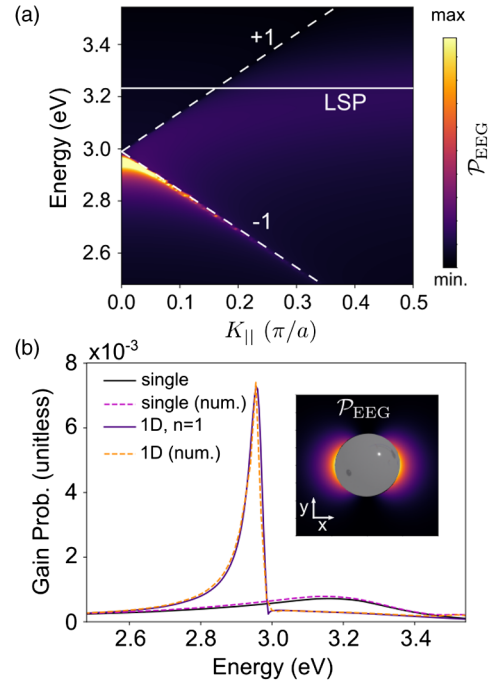 (a)
max
3.4
+1
3.2
LSP
Energy (eV)
3.0
2.8
-1
2.6
min.
𝒫EEG
0.0 0.1 0.2 0.3 0.4 0.5
K|| (π/a)
(b)
×10⁻³
8
single
single (num.)
1D, n=1
1D (num.)
𝒫EEG
y
x
6
4
2
0
Gain Prob. (unitless)
2.6 2.8 3.0 3.2 3.4
Energy (eV)